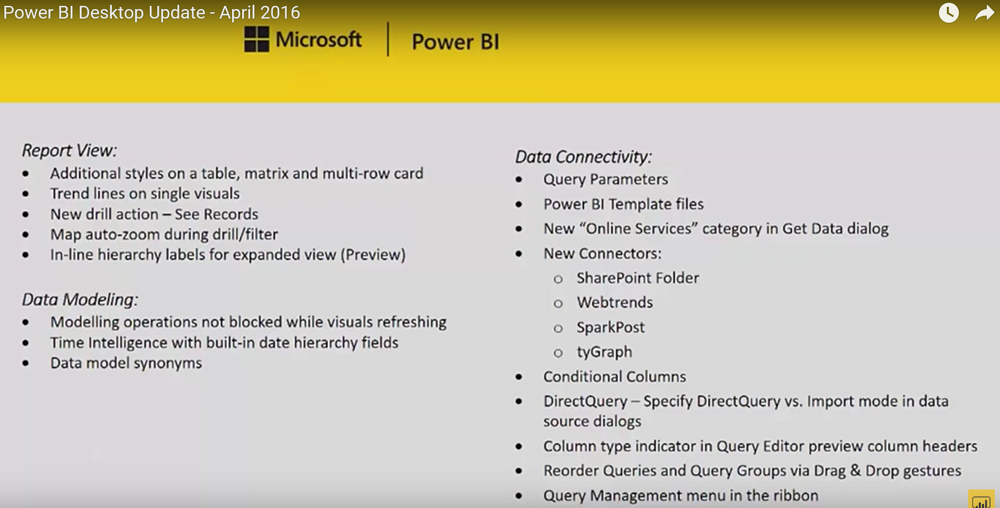 Power BI Desktop Update - April 2016
Microsoft | Power BI
Report View:
• Additional styles on a table, matrix and multi-row card
• Trend lines on single visuals
• New drill action – See Records
• Map auto-zoom during drill/filter
• In-line hierarchy labels for expanded view (Preview)
Data Modeling:
• Modelling operations not blocked while visuals refreshing
• Time Intelligence with built-in date hierarchy fields
• Data model synonyms
Data Connectivity:
• Query Parameters
• Power BI Template files
• New “Online Services” category in Get Data dialog
• New Connectors:
o SharePoint Folder
o Webtrends
o SparkPost
o tyGraph
• Conditional Columns
• DirectQuery – Specify DirectQuery vs. Import mode in data
source dialogs
• Column type indicator in Query Editor preview column headers
• Reorder Queries and Query Groups via Drag & Drop gestures
• Query Management menu in the ribbon